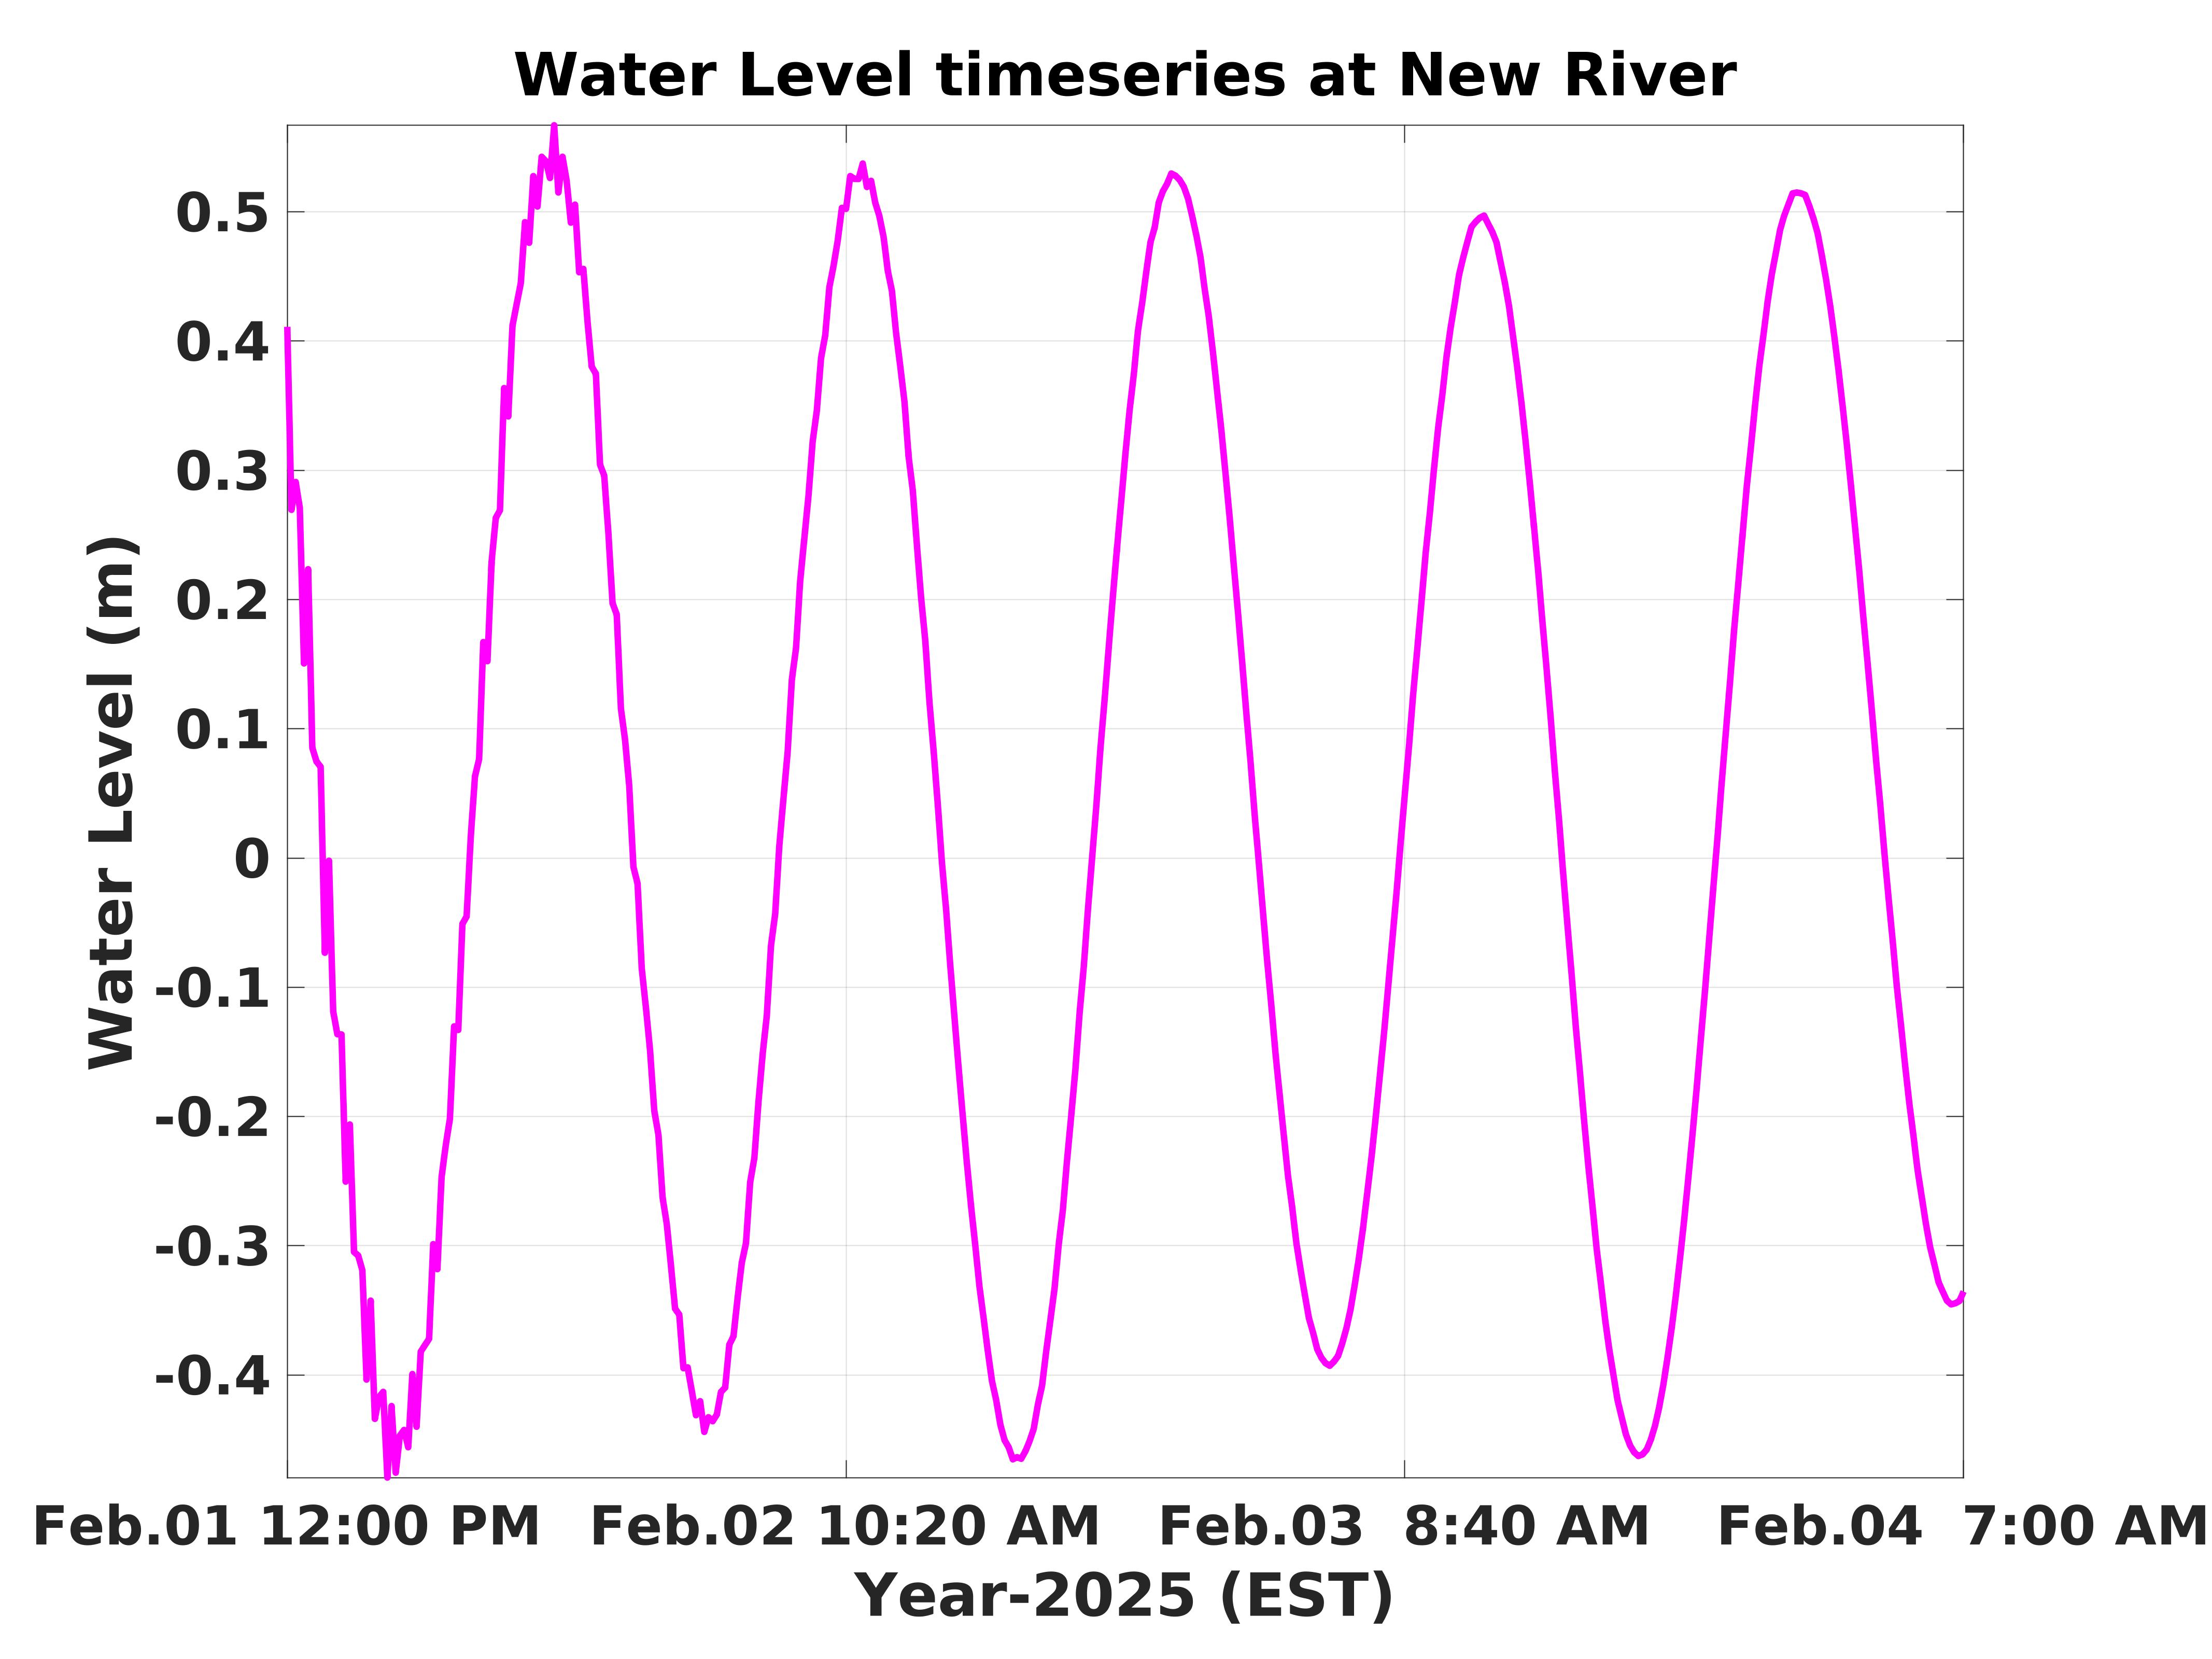 Water Level timeseries at New River
Water Level (m)
0.5
0.4
0.3
0.2
0.1
0
-0.1
-0.2
-0.3
-0.4
Feb.01 12:00 PM Feb.02 10:20 AM Feb.03 8:40 AM Feb.04 7:00 AM
Year-2025 (EST)